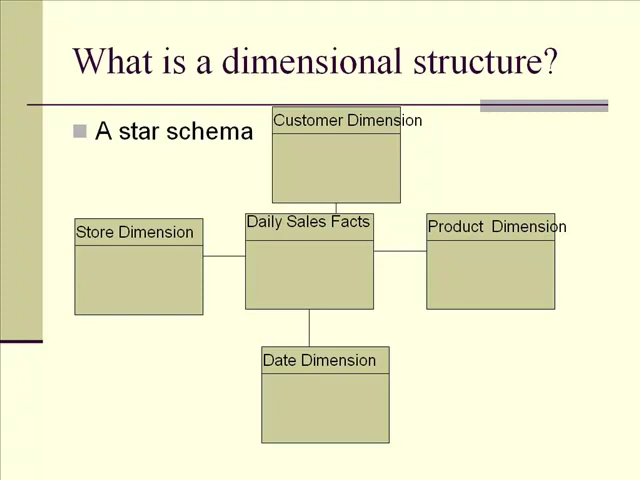 What is a dimensional structure?
A star schema
Customer Dimension
Store Dimension
Daily Sales Facts
Product Dimension
Date Dimension